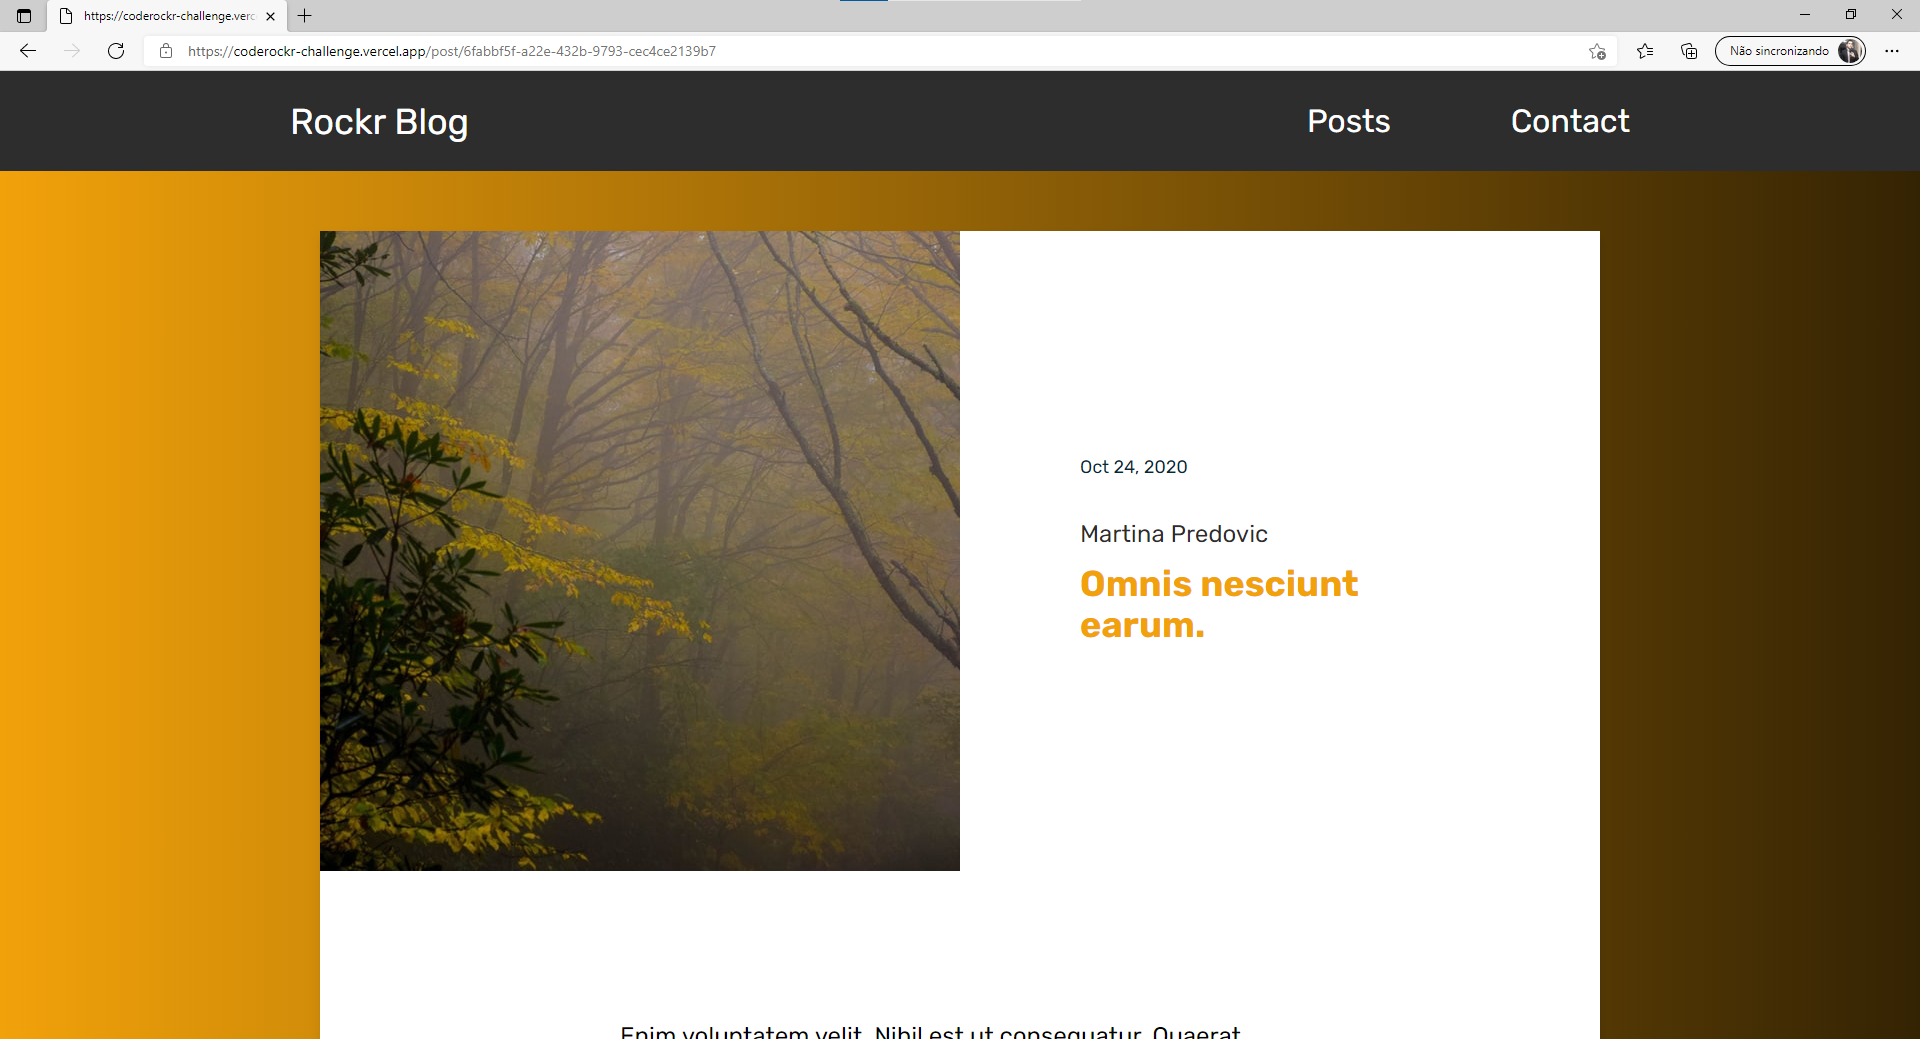 https://coderockr-challenge.verc
https://coderockr-challenge.vercel.app/post/6fabbf5f-a22e-432b-9793-cec4ce2139b7
Não sincronizando
Rockr Blog
Posts
Contact
Oct 24, 2020
Martina Predovic
Omnis nesciunt
earum.
Enim voluptatem velit. Nihil est ut consequatur. Quaerat